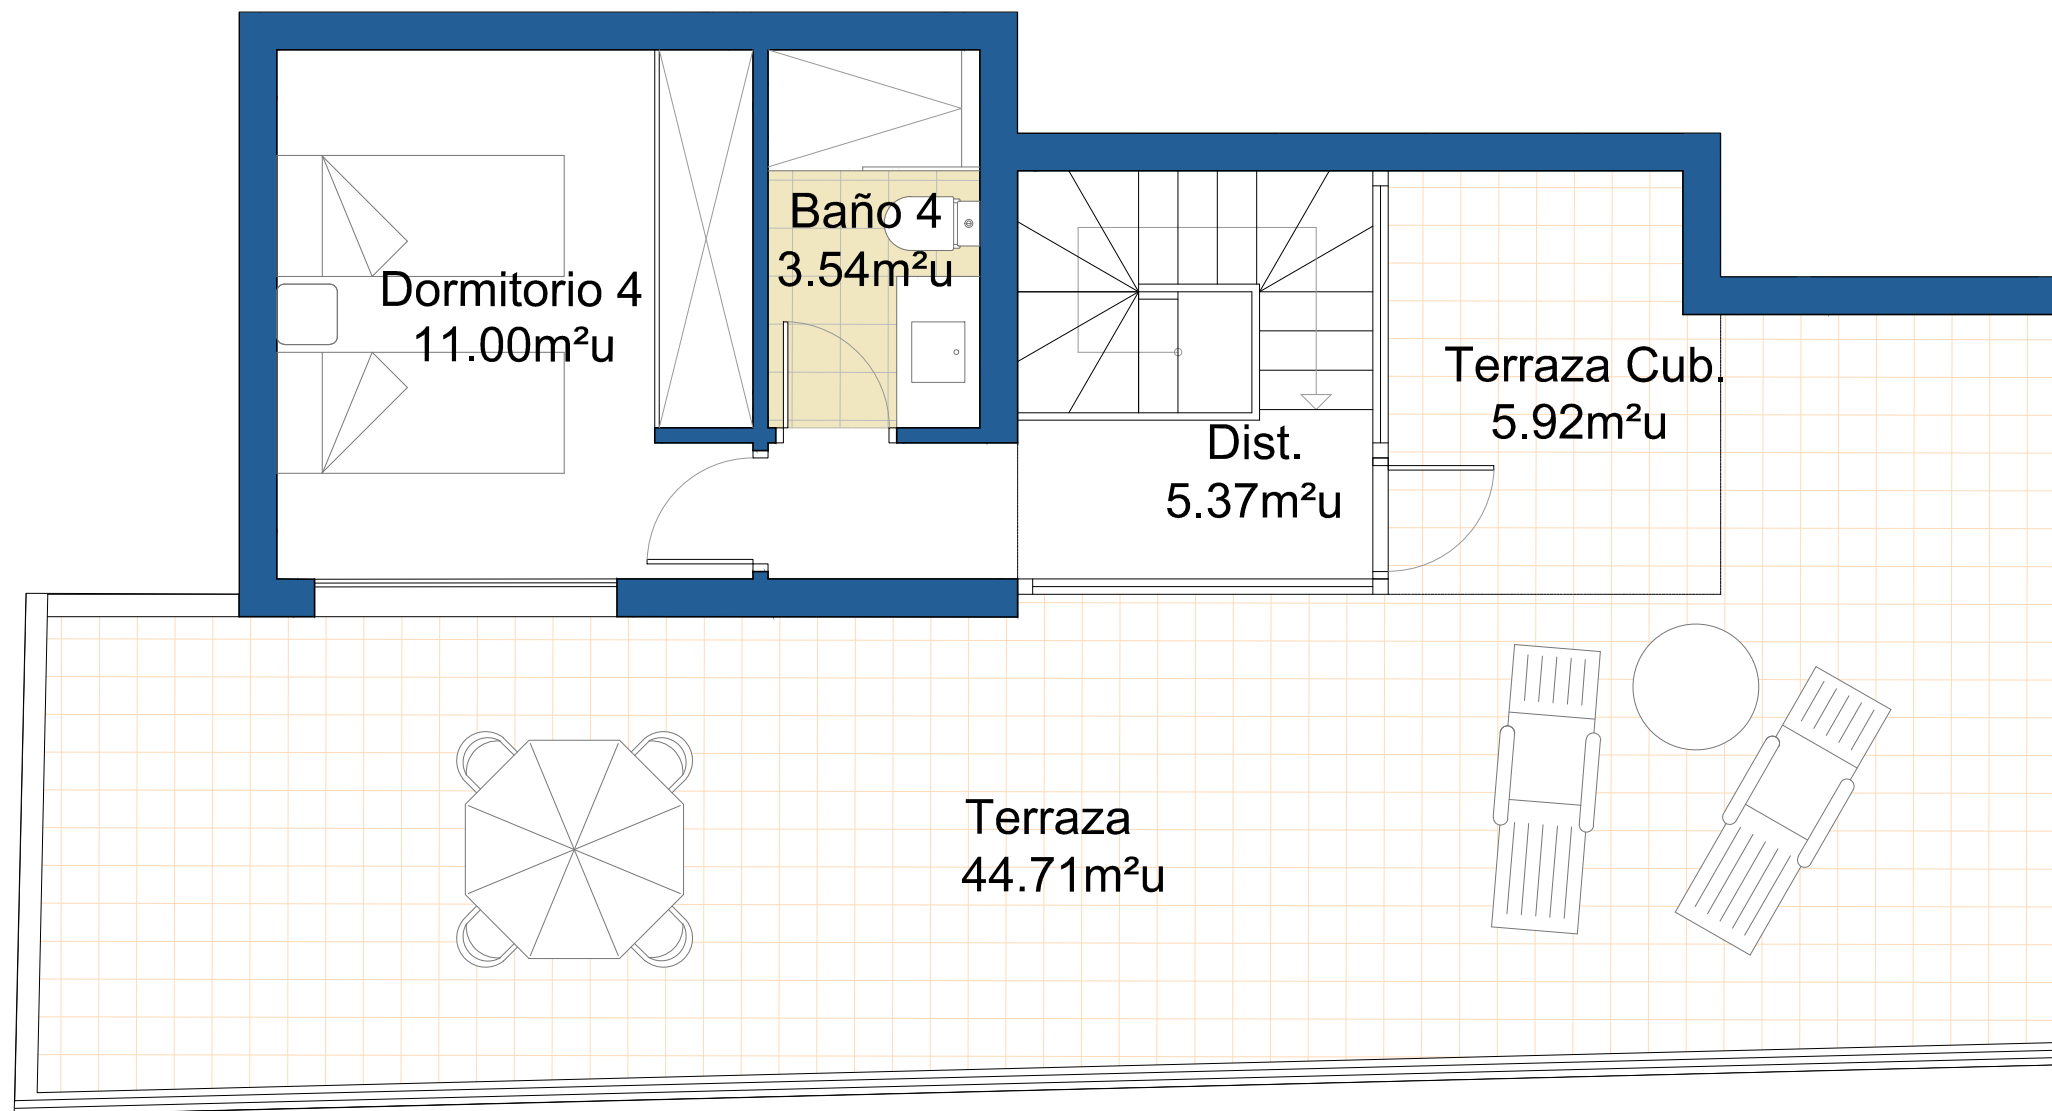 Dormitorio 4
11.00m²u
Baño 4
3.54m²u
Dist.
5.37m²u
Terraza Cub.
5.92m²u
Terraza
44.71m²u